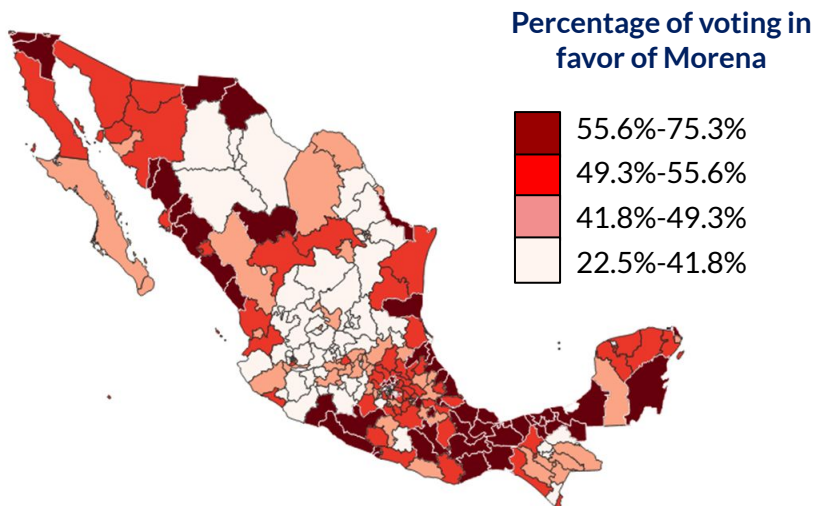 Percentage of voting in
favor of Morena
55.6%-75.3%
49.3%-55.6%
41.8%-49.3%
22.5%-41.8%